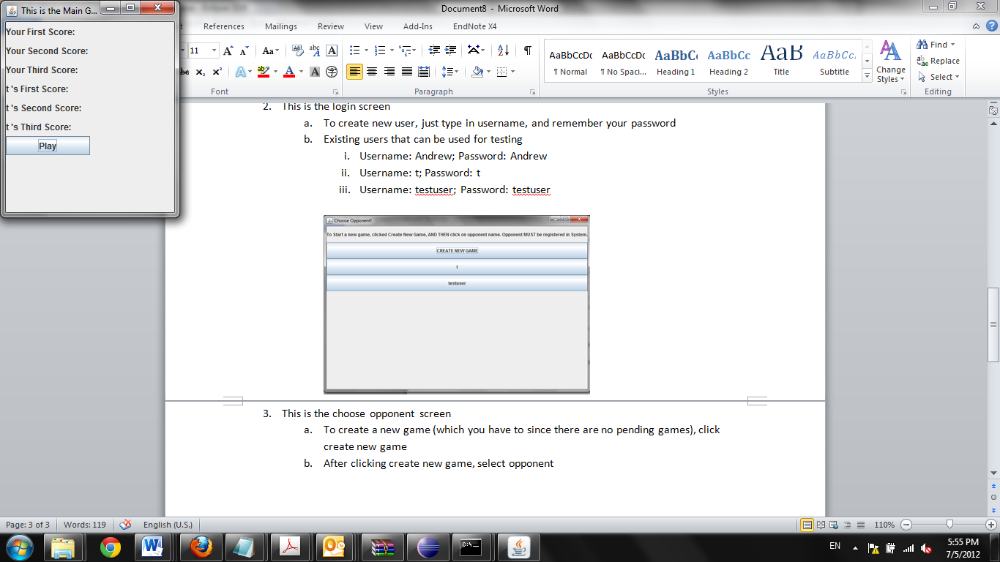 This is the Main G...
Your First Score:
Your Second Score:
Your Third Score:
t 's First Score:
t 's Second Score:
t 's Third Score:
Play
Document8 - Microsoft Word
References Mailings Review View Add-Ins EndNote X4
11 Aa
Font
Paragraph
AaBbCcDc AaBbCcDc AaBbC AaBbCc AaB AaBbCc.
¶ Normal ¶ No Spaci... Heading 1 Heading 2 Title Subtitle
Styles
Change
Styles
Find
Replace
Select
Editing
2. This is the login screen
a. To create new user, just type in username, and remember your password
b. Existing users that can be used for testing
i. Username: Andrew; Password: Andrew
ii. Username: t; Password: t
iii. Username: testuser; Password: testuser
Choose Opponent!
To Start a new game, clicked Create New Game, AND THEN click on opponent name. Opponent MUST be registered in System.
CREATE NEW GAME
t
testuser
3. This is the choose opponent screen
a. To create a new game (which you have to since there are no pending games), click
create new game
b. After clicking create new game, select opponent
Page: 3 of 3 Words: 119 English (U.S.) 110%
EN 5:55 PM
7/5/2012